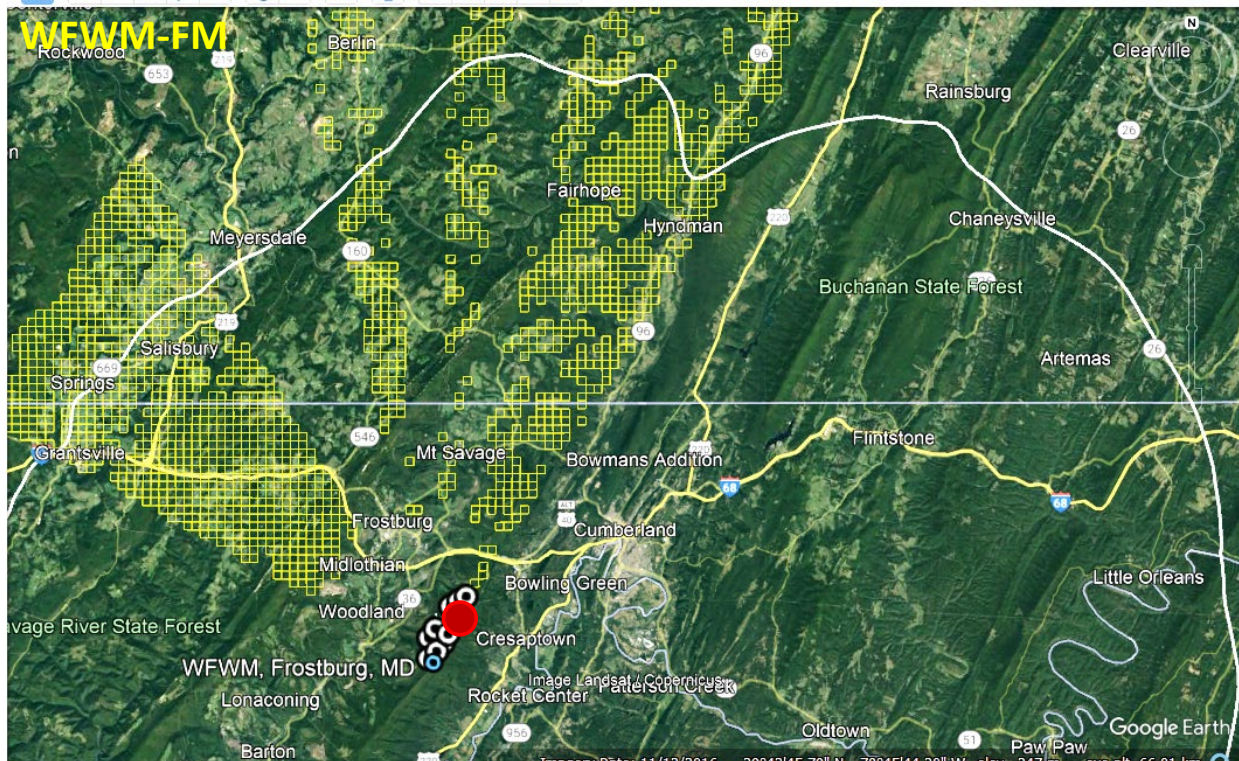 WFWM-FM
Rockwood
Berlin
Clearville
219
653
96
Rainsburg
26
Fairhope
Hyndman
220
Chaneysville
Meyersdale
160
Buchanan State Forest
96
219
Salisbury
26
Artemas
669
Springs
546
Flintstone
Grantsville
Mt Savage
Bowmans Addition
220
68
68
ALT
40
Frostburg
Cumberland
Midlothian
Bowling Green
Little Orleans
Woodland
36
avage River State Forest
Cresaptown
WFWM, Frostburg, MD
Image Landsat / Copernicus
Patterson Creek
Lonaconing
Rocket Center
956
Oldtown
51
Google Earth
Barton
Paw Paw
N